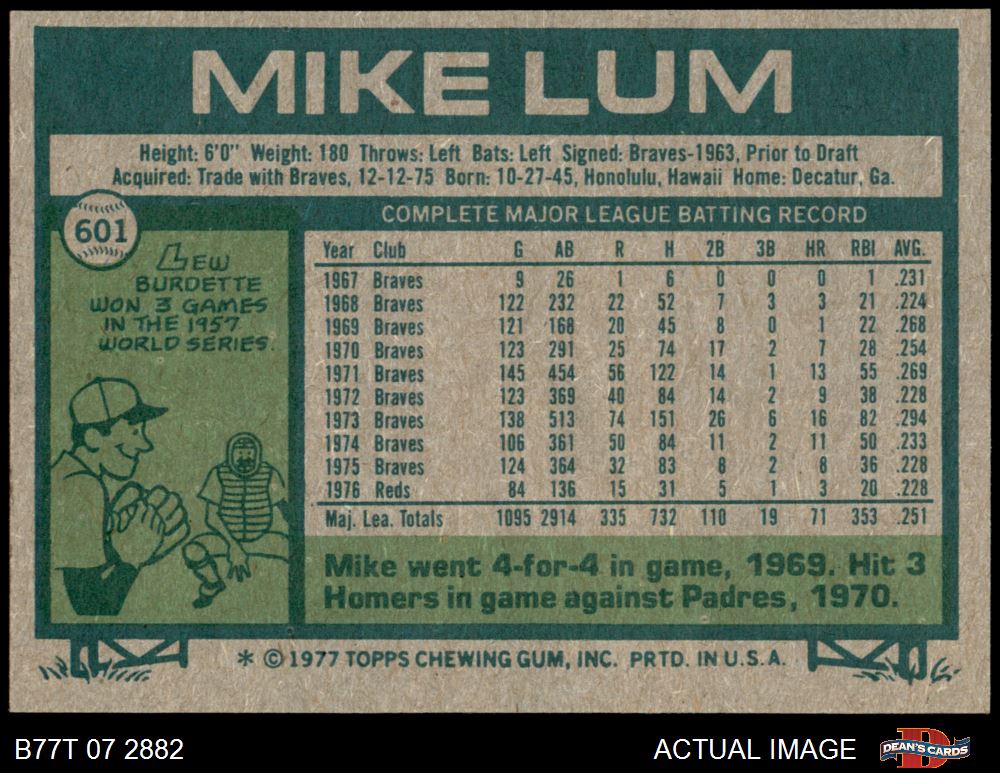 MIKE LUM
Height: 6'0" Weight: 180 Throws: Left Bats: Left Signed: Braves-1963, Prior to Draft
Acquired: Trade with Braves, 12-12-75 Born: 10-27-45, Honolulu, Hawaii Home: Decatur, Ga.
601
LEW
BURDETTE
WON 3 GAMES
IN THE 1957
WORLD SERIES.
COMPLETE MAJOR LEAGUE BATTING RECORD
Year Club G AB R H 2B 3B HR RBI AVG.
1967 Braves 9 26 1 6 0 0 0 1 .231
1968 Braves 122 232 22 52 7 3 3 21 .224
1969 Braves 121 168 20 45 8 0 1 22 .268
1970 Braves 123 291 25 74 17 2 7 28 .254
1971 Braves 145 454 56 122 14 1 13 55 .269
1972 Braves 123 369 40 84 14 2 9 38 .228
1973 Braves 138 513 74 151 26 6 16 82 .294
1974 Braves 106 361 50 84 11 2 11 50 .233
1975 Braves 124 364 32 83 8 2 8 36 .228
1976 Reds 84 136 15 31 5 1 3 20 .228
Maj. Lea. Totals 1095 2914 335 732 110 19 71 353 .251
Mike went 4-for-4 in game, 1969. Hit 3
Homers in game against Padres, 1970.
* © 1977 TOPPS CHEWING GUM, INC. PRTD. IN U.S.A.
B77T 07 2882
ACTUAL IMAGE
DEAN'S CARDS